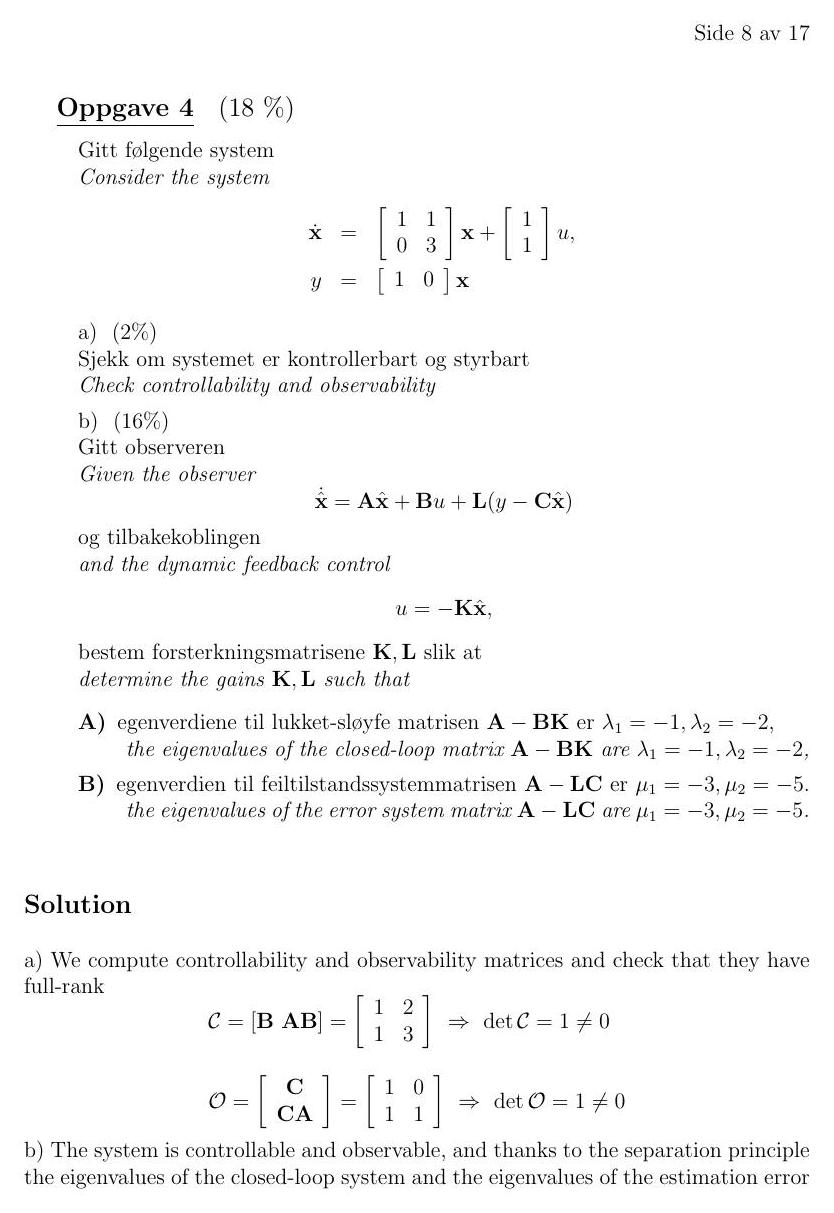 Side 8 av 17
Oppgave 4 (18 %)
Gitt følgende system
Consider the system
ẋ = [ 1 1 ; 0 3 ] x + [ 1 ; 1 ] u,
y = [ 1 0 ] x
a) (2%)
Sjekk om systemet er kontrollerbart og styrbart
Check controllability and observability
b) (16%)
Gitt observeren
Given the observer
x̂̇ = Ax̂ + Bu + L(y − Cx̂)
og tilbakekoblingen
and the dynamic feedback control
u = −Kx̂,
bestem forsterkningsmatrisene K, L slik at
determine the gains K, L such that
A) egenverdiene til lukket-sløyfe matrisen A − BK er λ₁ = −1, λ₂ = −2,
the eigenvalues of the closed-loop matrix A − BK are λ₁ = −1, λ₂ = −2,
B) egenverdien til feiltilstandssystemmatrisen A − LC er μ₁ = −3, μ₂ = −5.
the eigenvalues of the error system matrix A − LC are μ₁ = −3, μ₂ = −5.
Solution
a) We compute controllability and observability matrices and check that they have
full-rank
𝒞 = [B AB] = [ 1 2 ; 1 3 ] ⇒ det 𝒞 = 1 ≠ 0
𝒪 = [ C ; CA ] = [ 1 0 ; 1 1 ] ⇒ det 𝒪 = 1 ≠ 0
b) The system is controllable and observable, and thanks to the separation principle
the eigenvalues of the closed-loop system and the eigenvalues of the estimation error